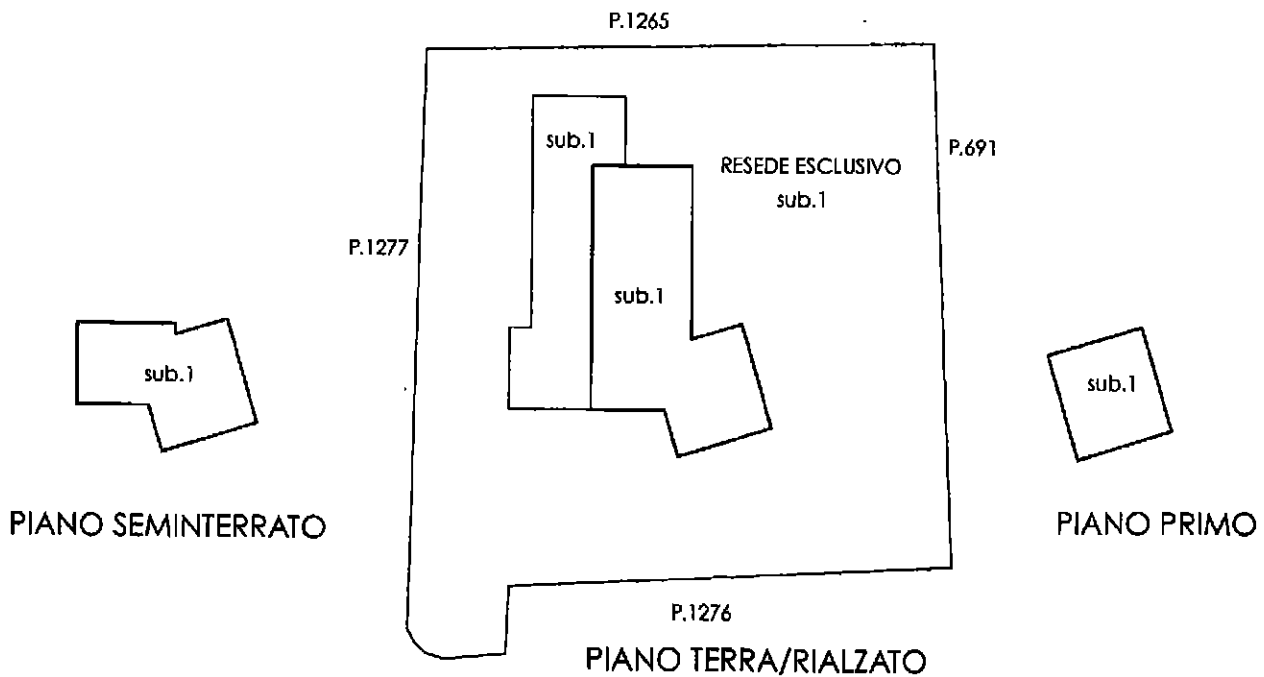 P.1265
sub.1
P.691
RESEDE ESCLUSIVO
sub.1
P.1277
sub.1
sub.1
sub.1
PIANO SEMINTERRATO
PIANO PRIMO
P.1276
PIANO TERRA/RIALZATO